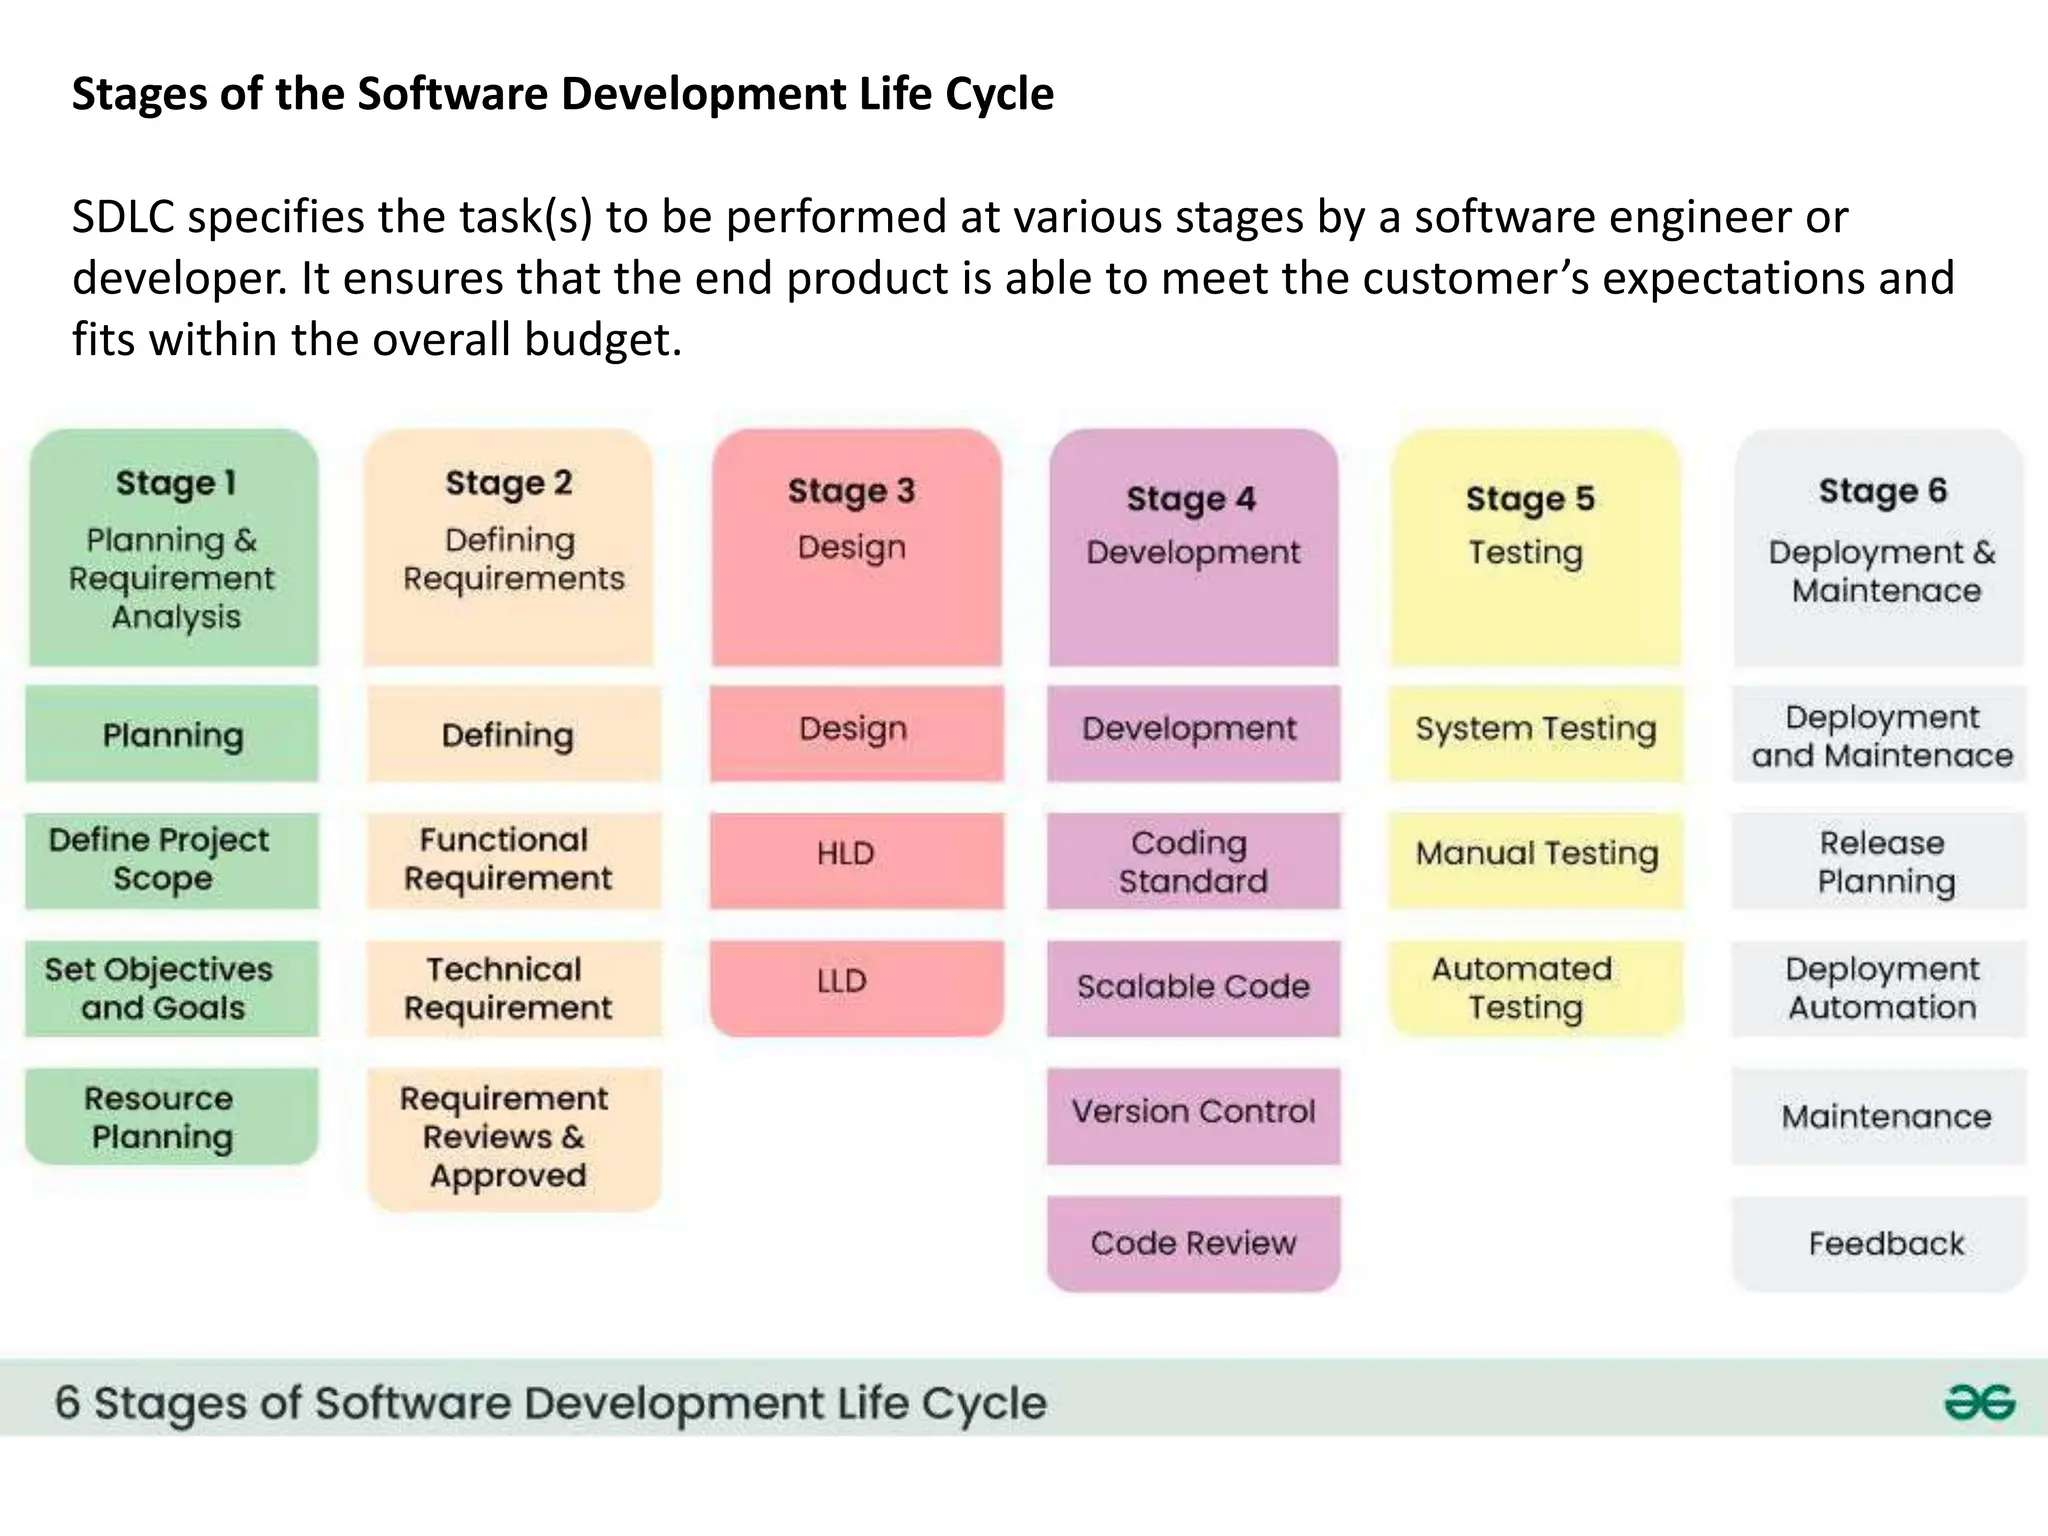 Stages of the Software Development Life Cycle
SDLC specifies the task(s) to be performed at various stages by a software engineer or
developer. It ensures that the end product is able to meet the customer’s expectations and
fits within the overall budget.
Stage 1
Planning &
Requirement
Analysis
Planning
Define Project
Scope
Set Objectives
and Goals
Resource
Planning
Stage 2
Defining
Requirements
Defining
Functional
Requirement
Technical
Requirement
Requirement
Reviews &
Approved
Stage 3
Design
Design
HLD
LLD
Stage 4
Development
Development
Coding
Standard
Scalable Code
Version Control
Code Review
Stage 5
Testing
System Testing
Manual Testing
Automated
Testing
Stage 6
Deployment &
Maintenace
Deployment
and Maintenace
Release
Planning
Deployment
Automation
Maintenance
Feedback
6 Stages of Software Development Life Cycle